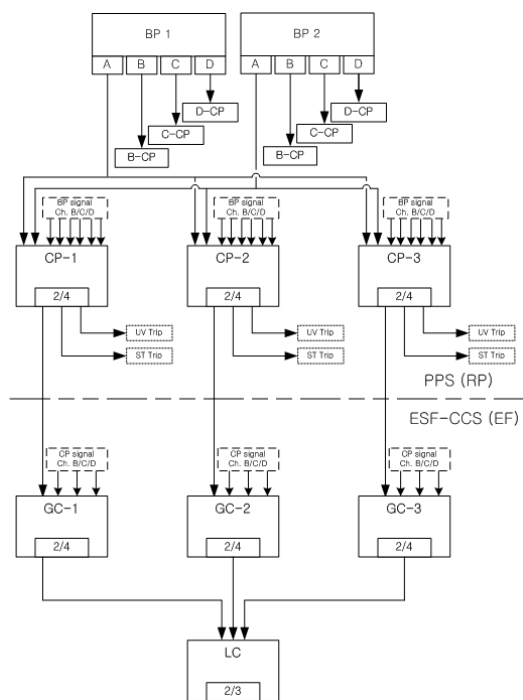 BP 1
BP 2
A B C D
A B C D
D-CP
D-CP
C-CP
C-CP
B-CP
B-CP
BP signal
Ch. B/C/D
BP signal
Ch. B/C/D
BP signal
Ch. B/C/D
CP-1
CP-2
CP-3
2/4
2/4
2/4
UV Trip
UV Trip
UV Trip
ST Trip
ST Trip
ST Trip
PPS (RP)
ESF-CCS (EF)
CP signal
Ch. B/C/D
CP signal
Ch. B/C/D
CP signal
Ch. B/C/D
GC-1
GC-2
GC-3
2/4
2/4
2/4
LC
2/3